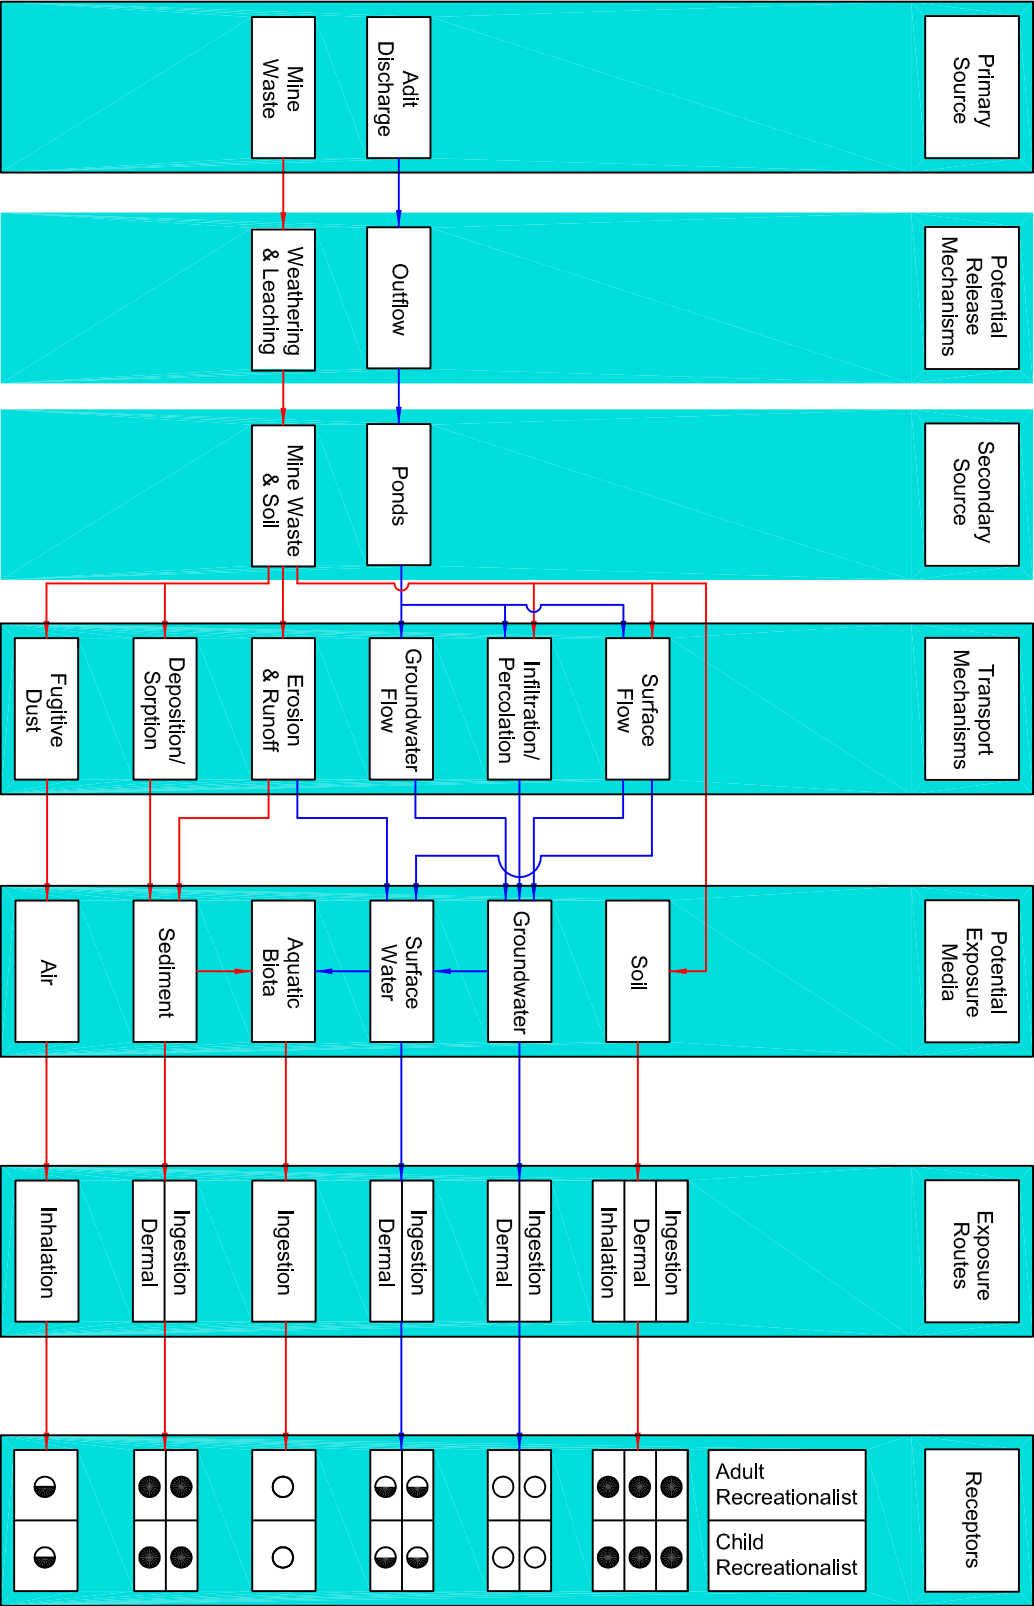 Primary
Source
Adit
Discharge
Mine
Waste
Potential
Release
Mechanisms
Outflow
Weathering
& Leaching
Secondary
Source
Ponds
Mine Waste
& Soil
Transport
Mechanisms
Surface
Flow
Infiltration/
Percolation
Groundwater
Flow
Erosion
& Runoff
Deposition/
Sorption
Fugitive
Dust
Potential
Exposure
Media
Soil
Groundwater
Surface
Water
Aquatic
Biota
Sediment
Air
Exposure
Routes
Ingestion
Dermal
Inhalation
Ingestion
Dermal
Ingestion
Dermal
Ingestion
Ingestion
Dermal
Inhalation
Receptors
Adult
Recreationalist
Child
Recreationalist